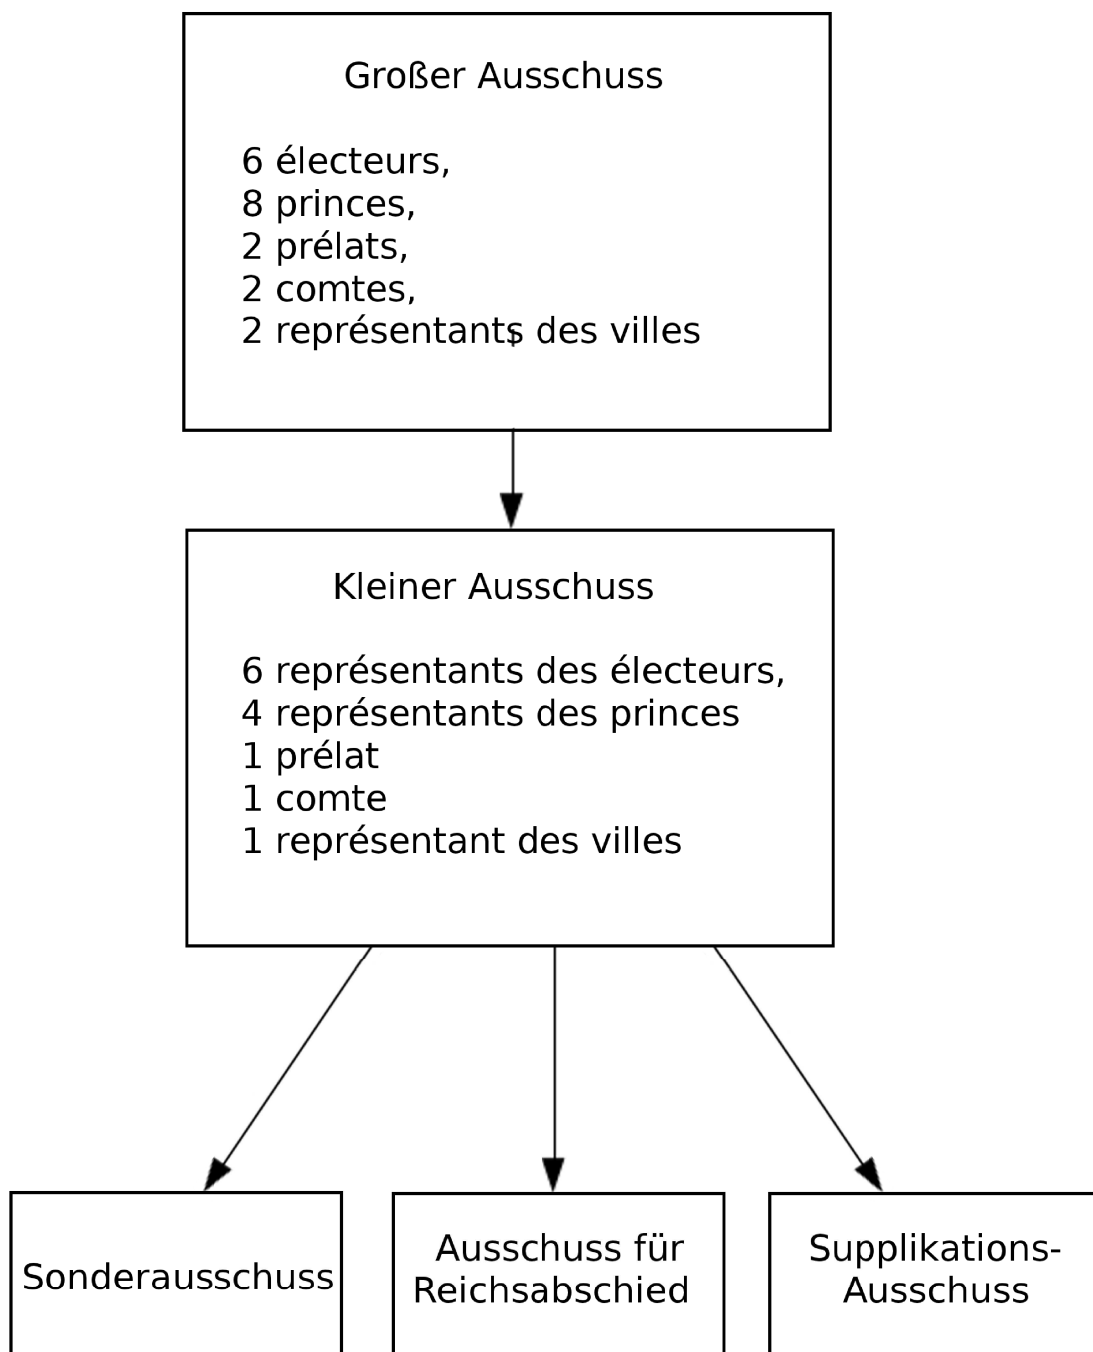 Großer Ausschuss
6 électeurs,
8 princes,
2 prélats,
2 comtes,
2 représentants des villes
Kleiner Ausschuss
6 représentants des électeurs,
4 représentants des princes
1 prélat
1 comte
1 représentant des villes
Sonderausschuss
Ausschuss für
Reichsabschied
Supplikations-
Ausschuss